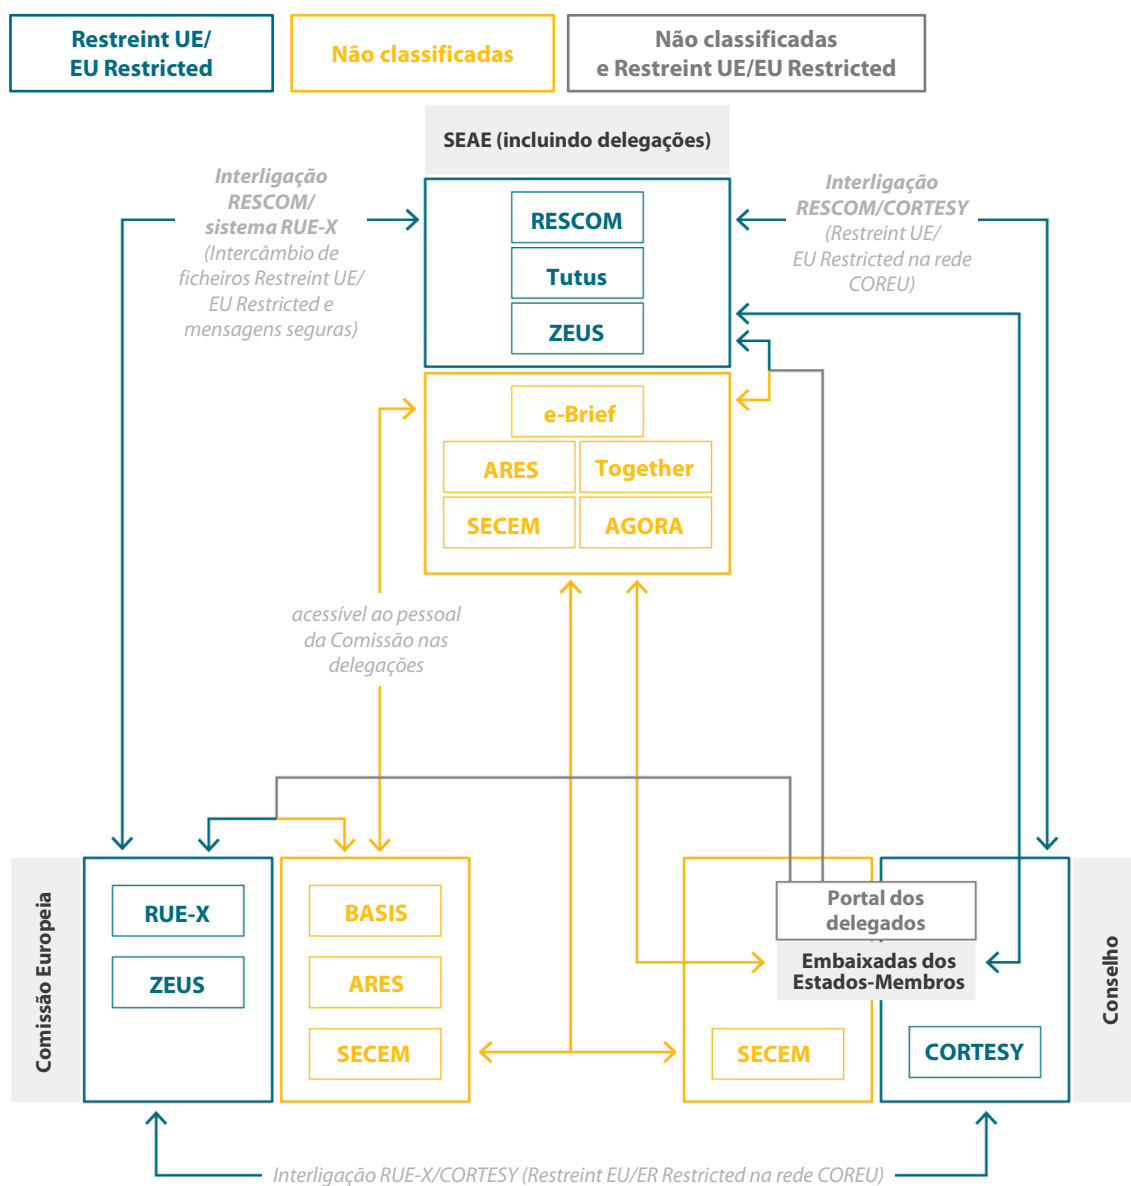 Restreint UE/
EU Restricted
Não classificadas
Não classificadas
e Restreint UE/EU Restricted
SEAE (incluindo delegações)
Interligação
RESCOM/
sistema RUE-X
(Intercâmbio de
ficheiros Restreint UE/
EU Restricted e
mensagens seguras)
RESCOM
Tutus
ZEUS
Interligação
RESCOM/CORTESY
(Restreint UE/
EU Restricted na rede
COREU)
e-Brief
ARES
Together
SECEM
AGORA
acessível ao pessoal
da Comissão nas
delegações
Comissão Europeia
RUE-X
ZEUS
BASIS
ARES
SECEM
Portal dos
delegados
Embaixadas dos
Estados-Membros
SECEM
CORTESY
Conselho
Interligação RUE-X/CORTESY (Restreint EU/ER Restricted na rede COREU)